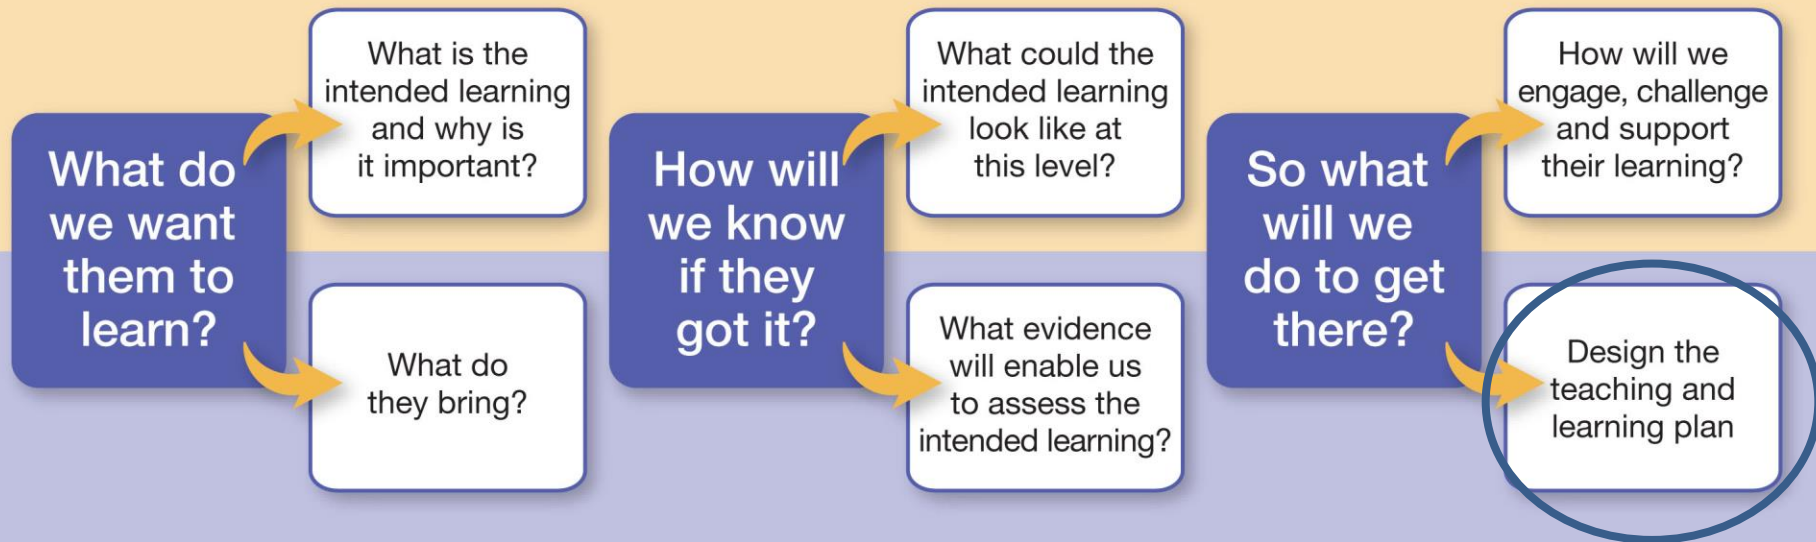 What do
we want
them to
learn?
What is the
intended learning
and why is
it important?
What do
they bring?
How will
we know
if they
got it?
What could the
intended learning
look like at
this level?
What evidence
will enable us
to assess the
intended learning?
So what
will we
do to get
there?
How will we
engage, challenge
and support
their learning?
Design the
teaching and
learning plan